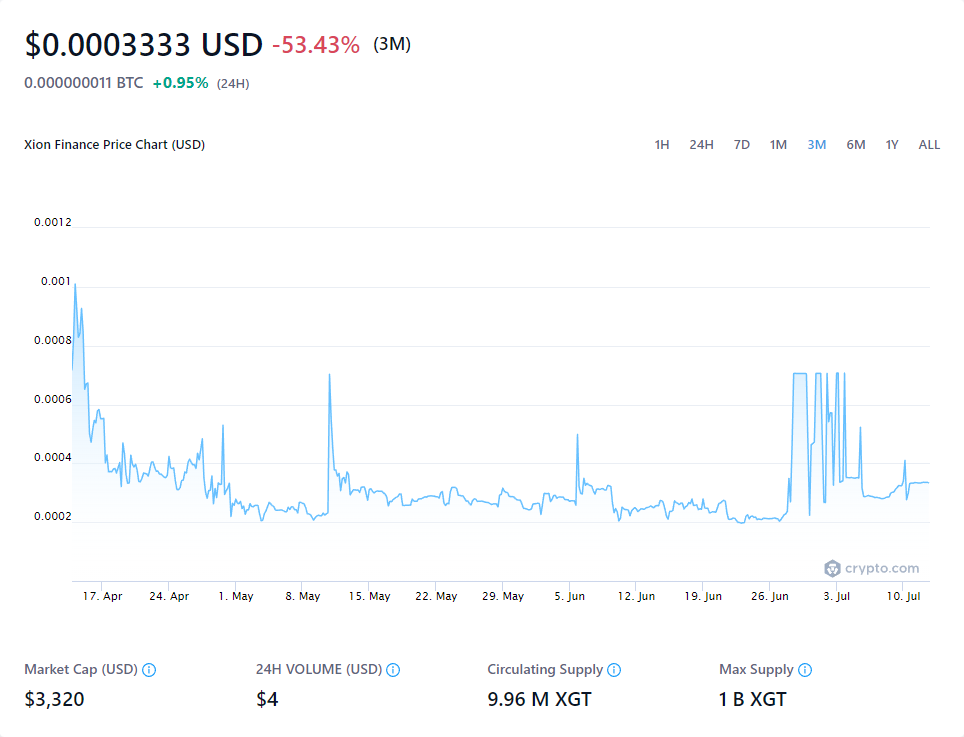 $0.0003333 USD -53.43% (3M)
0.000000011 BTC +0.95% (24H)
Xion Finance Price Chart (USD) 1H 24H 7D 1M 3M 6M 1Y ALL
0.0012
0.001
0.0008
0.0006
0.0004
0.0002
crypto.com
17. Apr 24. Apr 1. May 8. May 15. May 22. May 29. May 5. Jun 12. Jun 19. Jun 26. Jun 3. Jul 10. Jul
Market Cap (USD) 24H VOLUME (USD) Circulating Supply Max Supply
$3,320 $4 9.96 M XGT 1 B XGT